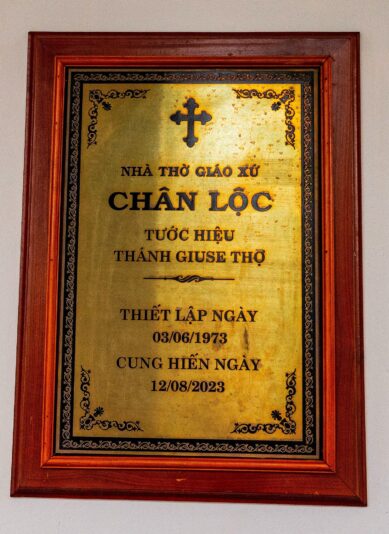 NHÀ THỜ GIÁO XỨ
CHÂN LỘC
TƯỚC HIỆU
THÁNH GIUSE THỢ
THIẾT LẬP NGÀY
03/06/1973
CUNG HIẾN NGÀY
12/08/2023